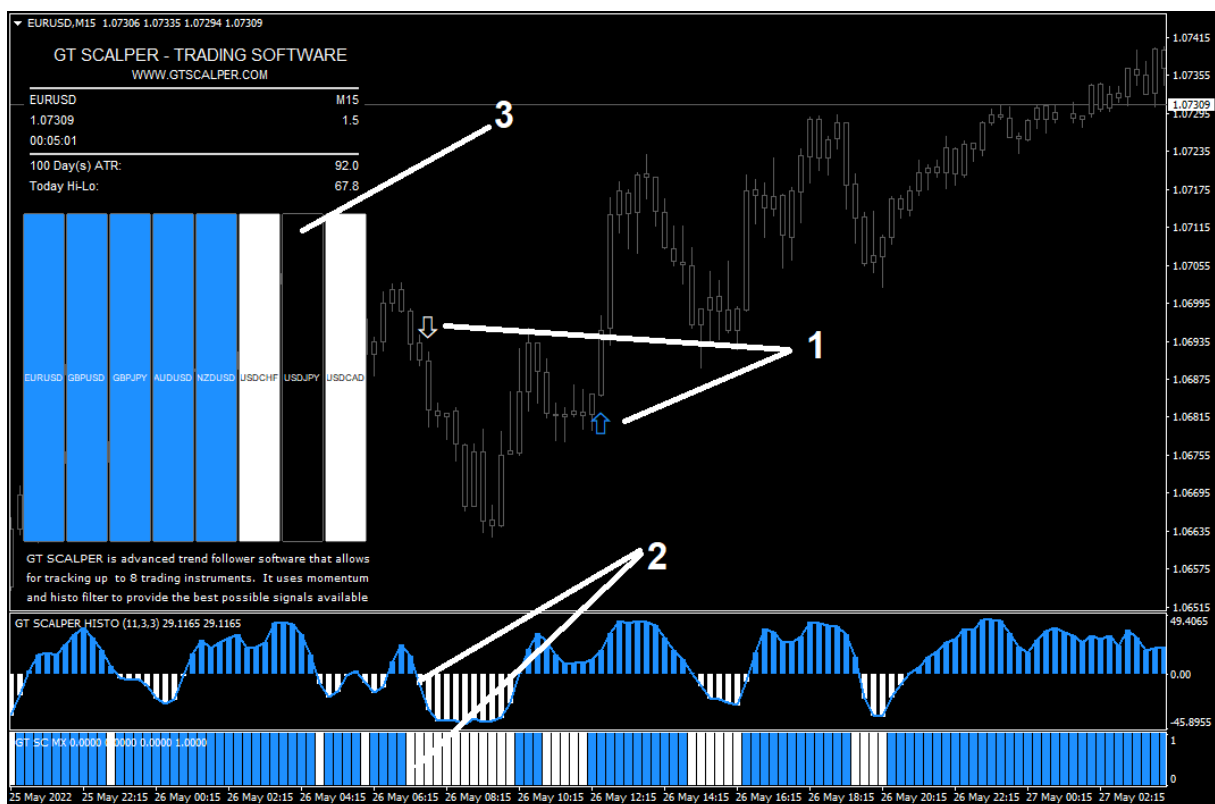 EURUSD,M15 1.07306 1.07335 1.07294 1.07309
GT SCALPER - TRADING SOFTWARE
WWW.GTSCALPER.COM
EURUSD M15
1.07309 1.5
00:05:01
100 Day(s) ATR: 92.0
Today Hi-Lo: 67.8
3
1
2
EURUSD GBPUSD GBPJPY AUDUSD NZDUSD USDCHF USDJPY USDCAD
GT SCALPER is advanced trend follower software that allows
for tracking up to 8 trading instruments. It uses momentum
and histo filter to provide the best possible signals available
1.07415
1.07355
1.07309
1.07295
1.07235
1.07175
1.07115
1.07055
1.06995
1.06935
1.06875
1.06815
1.06755
1.06695
1.06635
1.06575
1.06515
GT SCALPER HISTO (11,3,3) 29.1165 29.1165
49.4065
0.00
-45.8955
GT SC MX 0.0000 0.0000 0.0000 1.0000
1
0
25 May 2022 25 May 22:15 26 May 00:15 26 May 02:15 26 May 04:15 26 May 06:15 26 May 08:15 26 May 10:15 26 May 12:15 26 May 14:15 26 May 16:15 26 May 18:15 26 May 20:15 26 May 22:15 27 May 00:15 27 May 02:15